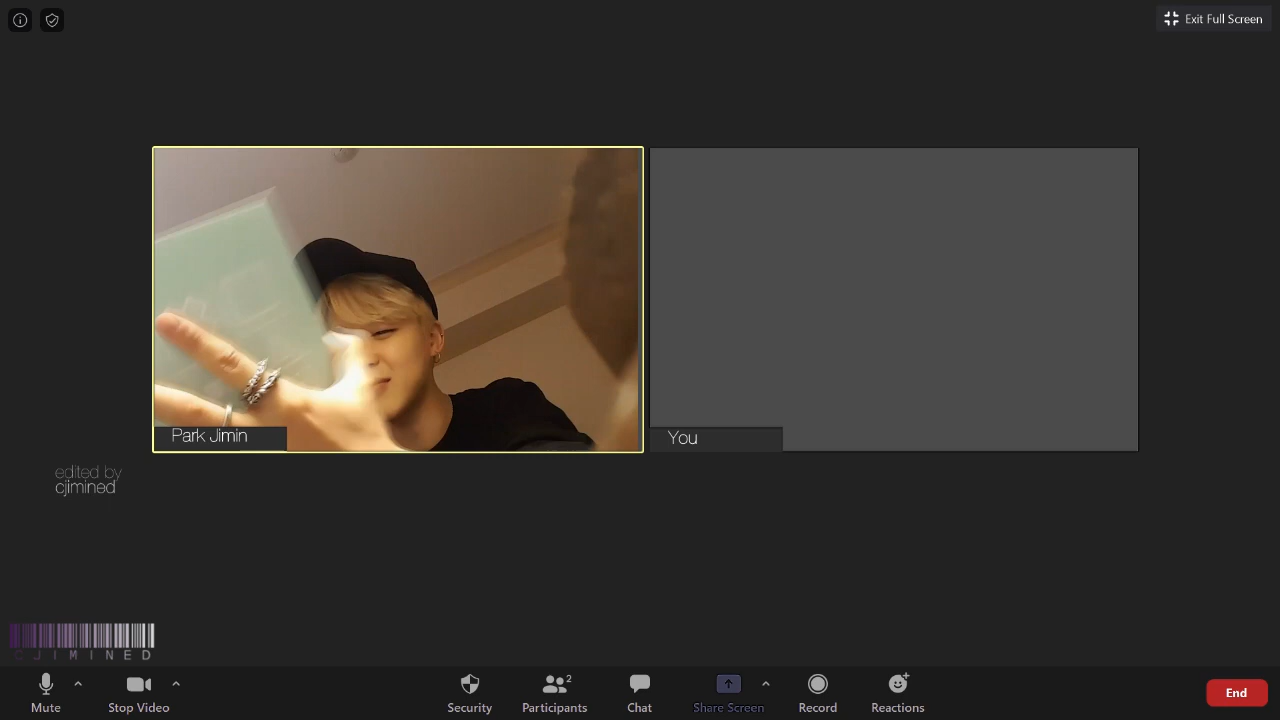 Exit Full Screen
Park Jimin
You
edited by
cjimined
CJIMINED
Mute
Stop Video
Security
Participants
2
Chat
Share Screen
Record
Reactions
End